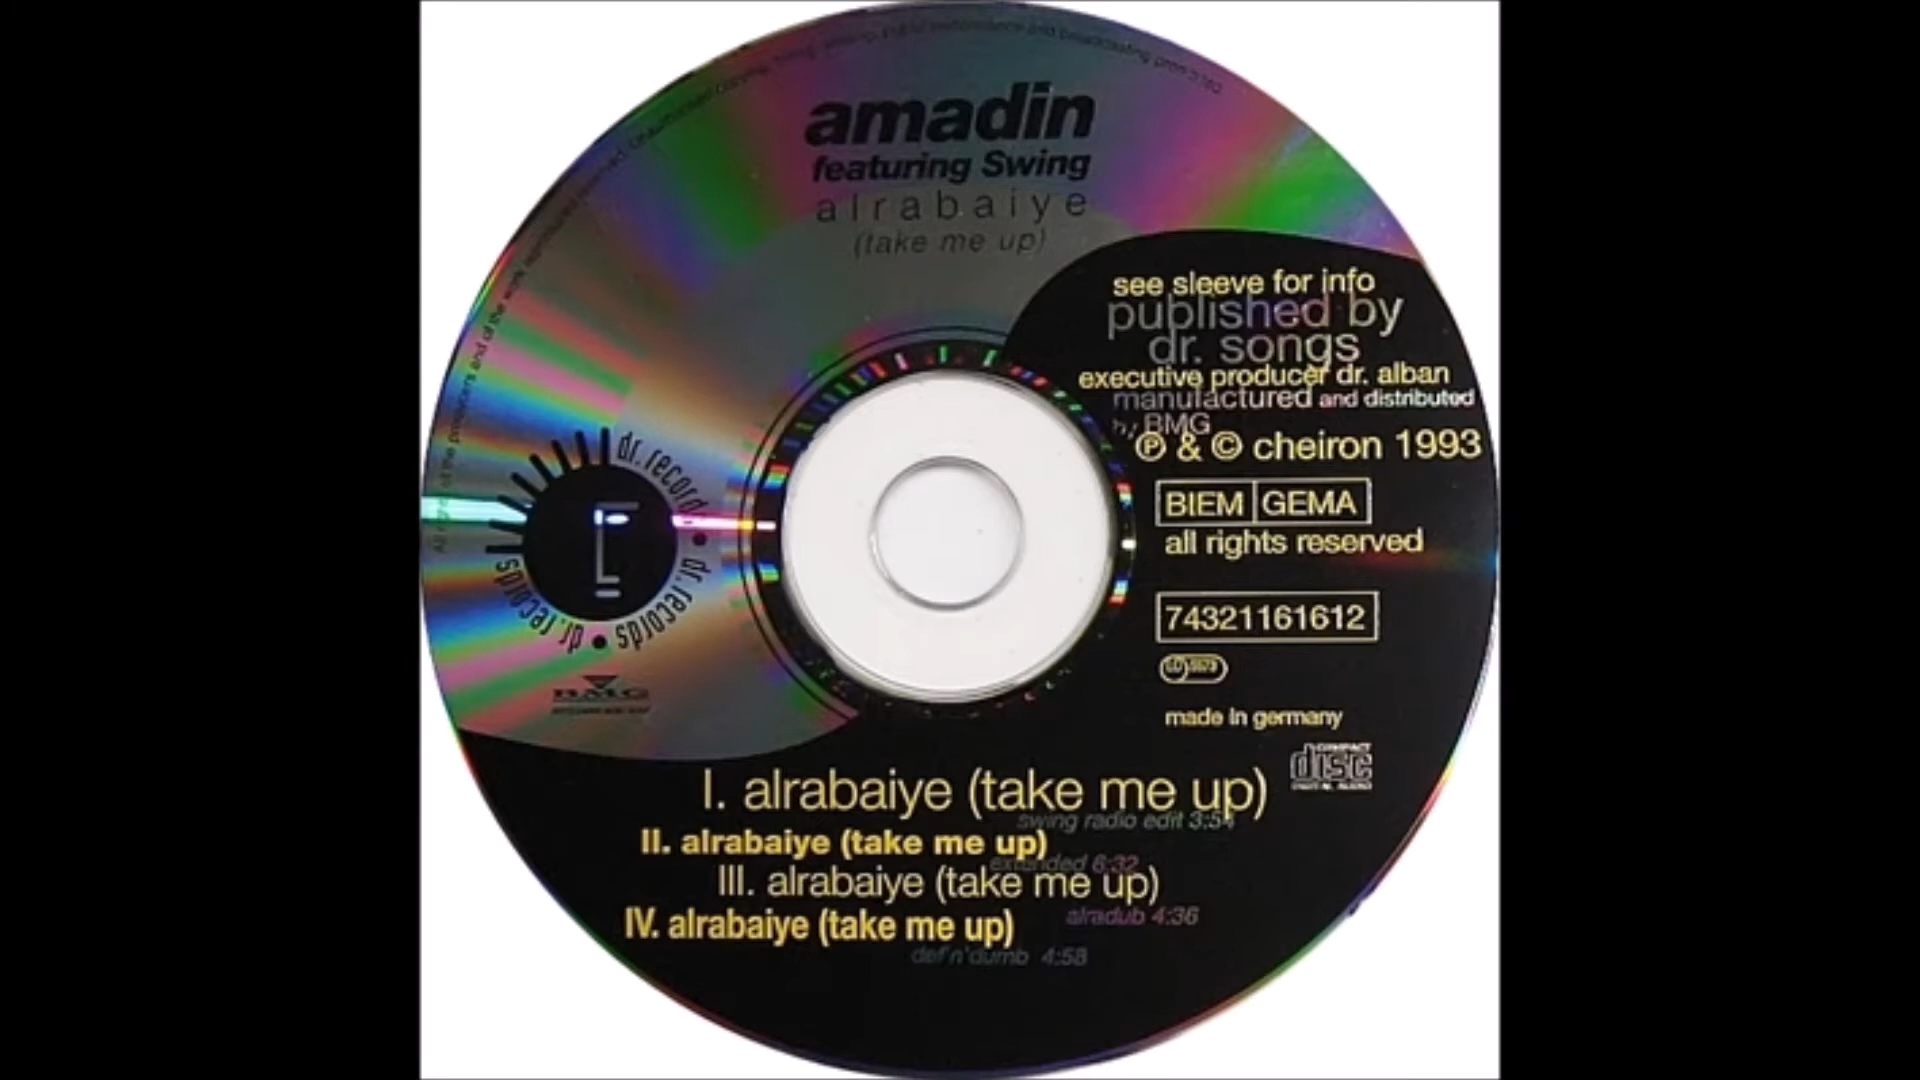 amadin
featuring Swing
alrabaiye
(take me up)
see sleeve for info
published by
dr. songs
executive producer dr. alban
manufactured and distributed
by BMG
Ⓟ & © cheiron 1993
BIEM GEMA
all rights reserved
74321161612
made in germany
COMPACT
disc
DIGITAL AUDIO
dr. records • dr. records • dr. records
BMG
I. alrabaiye (take me up)
swing radio edit 3:54
II. alrabaiye (take me up)
extended 6:32
III. alrabaiye (take me up)
alradub 4:36
IV. alrabaiye (take me up)
def'n'dumb 4:58